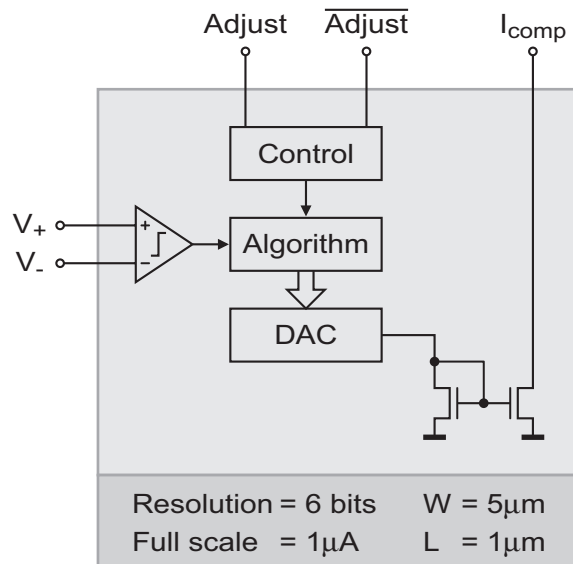 Adjust Adjust I_comp
Control
V+
V-
+
−
Algorithm
DAC
Resolution = 6 bits W = 5μm
Full scale = 1μA L = 1μm